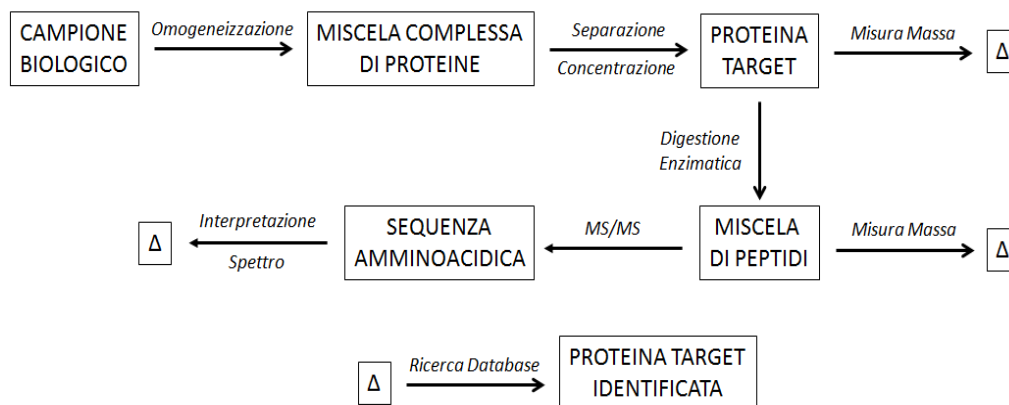 CAMPIONE
BIOLOGICO
Omogeneizzazione
MISCELA COMPLESSA
DI PROTEINE
Separazione
Concentrazione
PROTEINA
TARGET
Misura Massa
Δ
Digestione
Enzimatica
Δ
Interpretazione
Spettro
SEQUENZA
AMMINOACIDICA
MS/MS
MISCELA
DI PEPTIDI
Misura Massa
Δ
Δ
Ricerca Database
PROTEINA TARGET
IDENTIFICATA